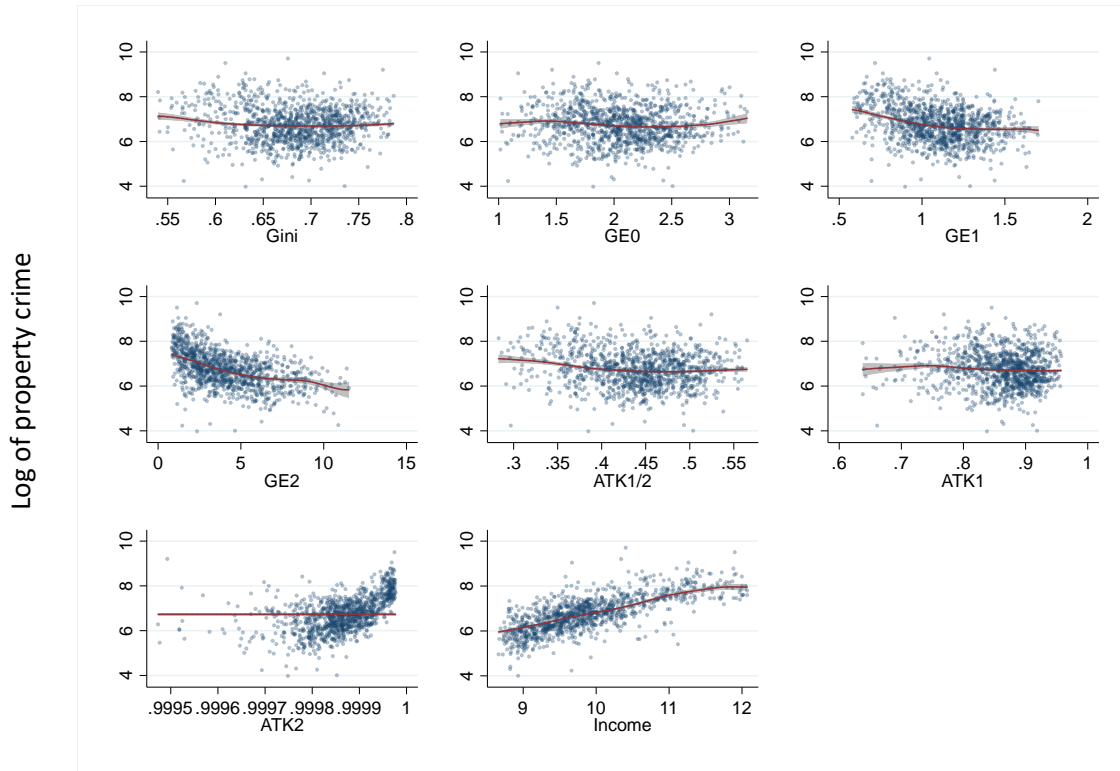 Log of property crime
10
8
6
4
.55 .6 .65 .7 .75 .8
Gini
10
8
6
4
1 1.5 2 2.5 3
GE0
10
8
6
4
.5 1 1.5 2
GE1
10
8
6
4
0 5 10 15
GE2
10
8
6
4
.3 .35 .4 .45 .5 .55
ATK1/2
10
8
6
4
.6 .7 .8 .9 1
ATK1
10
8
6
4
.9995 .9996 .9997 .9998 .9999 1
ATK2
10
8
6
4
9 10 11 12
Income